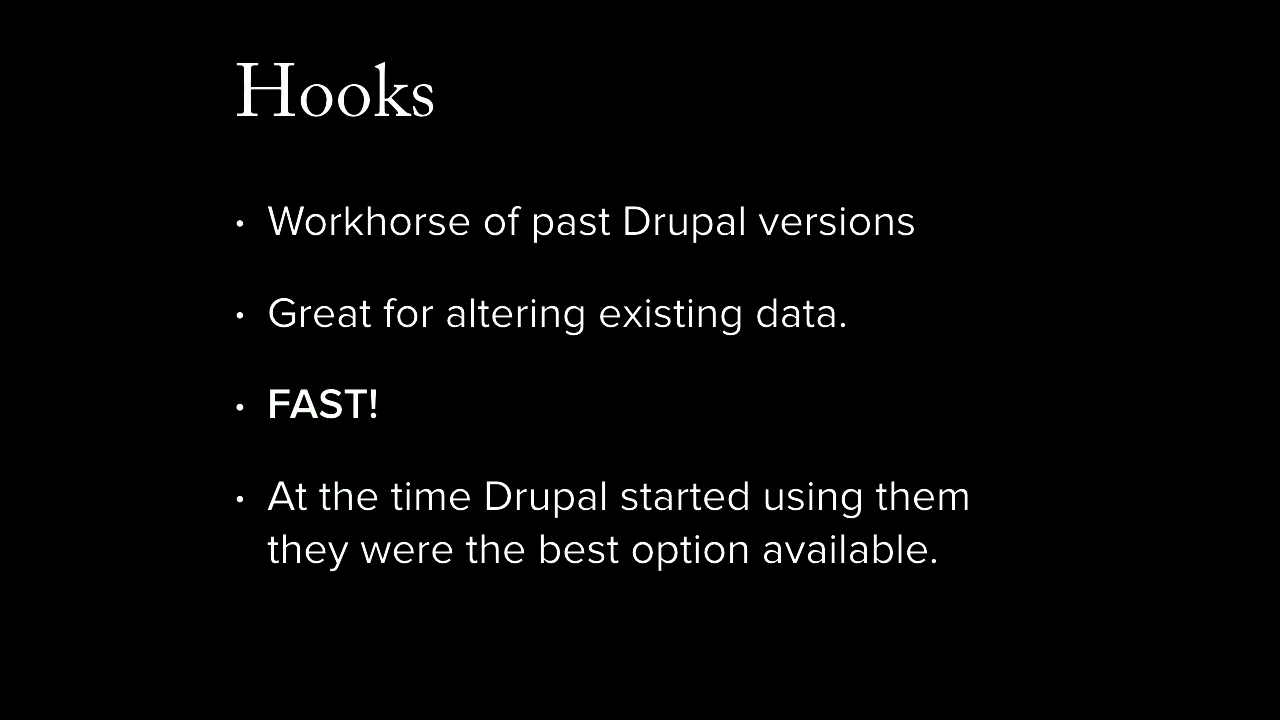 Hooks
• Workhorse of past Drupal versions
• Great for altering existing data.
• FAST!
• At the time Drupal started using them
they were the best option available.